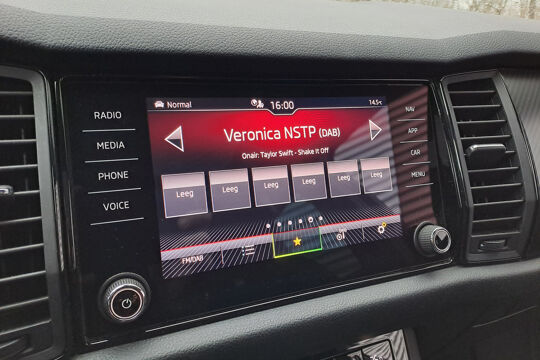 RADIO
MEDIA
PHONE
VOICE
Normal
16:00
14.5°C
Veronica NSTP (DAB)
Onair: Taylor Swift - Shake It Off
Leeg Leeg Leeg Leeg Leeg Leeg
FM/DAB
NAV
APP
CAR
MENU